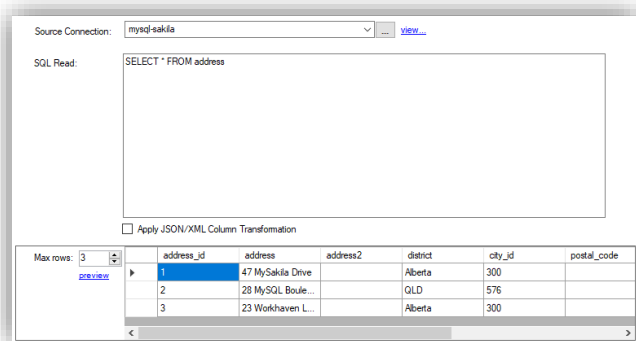 Source Connection: mysql-sakila ... view...
SQL Read: SELECT * FROM address
Apply JSON/XML Column Transformation
Max rows: 3
preview
address_id address address2 district city_id postal_code
1 47 MySakila Drive Alberta 300
2 28 MySQL Boule... QLD 576
3 23 Workhaven L... Alberta 300